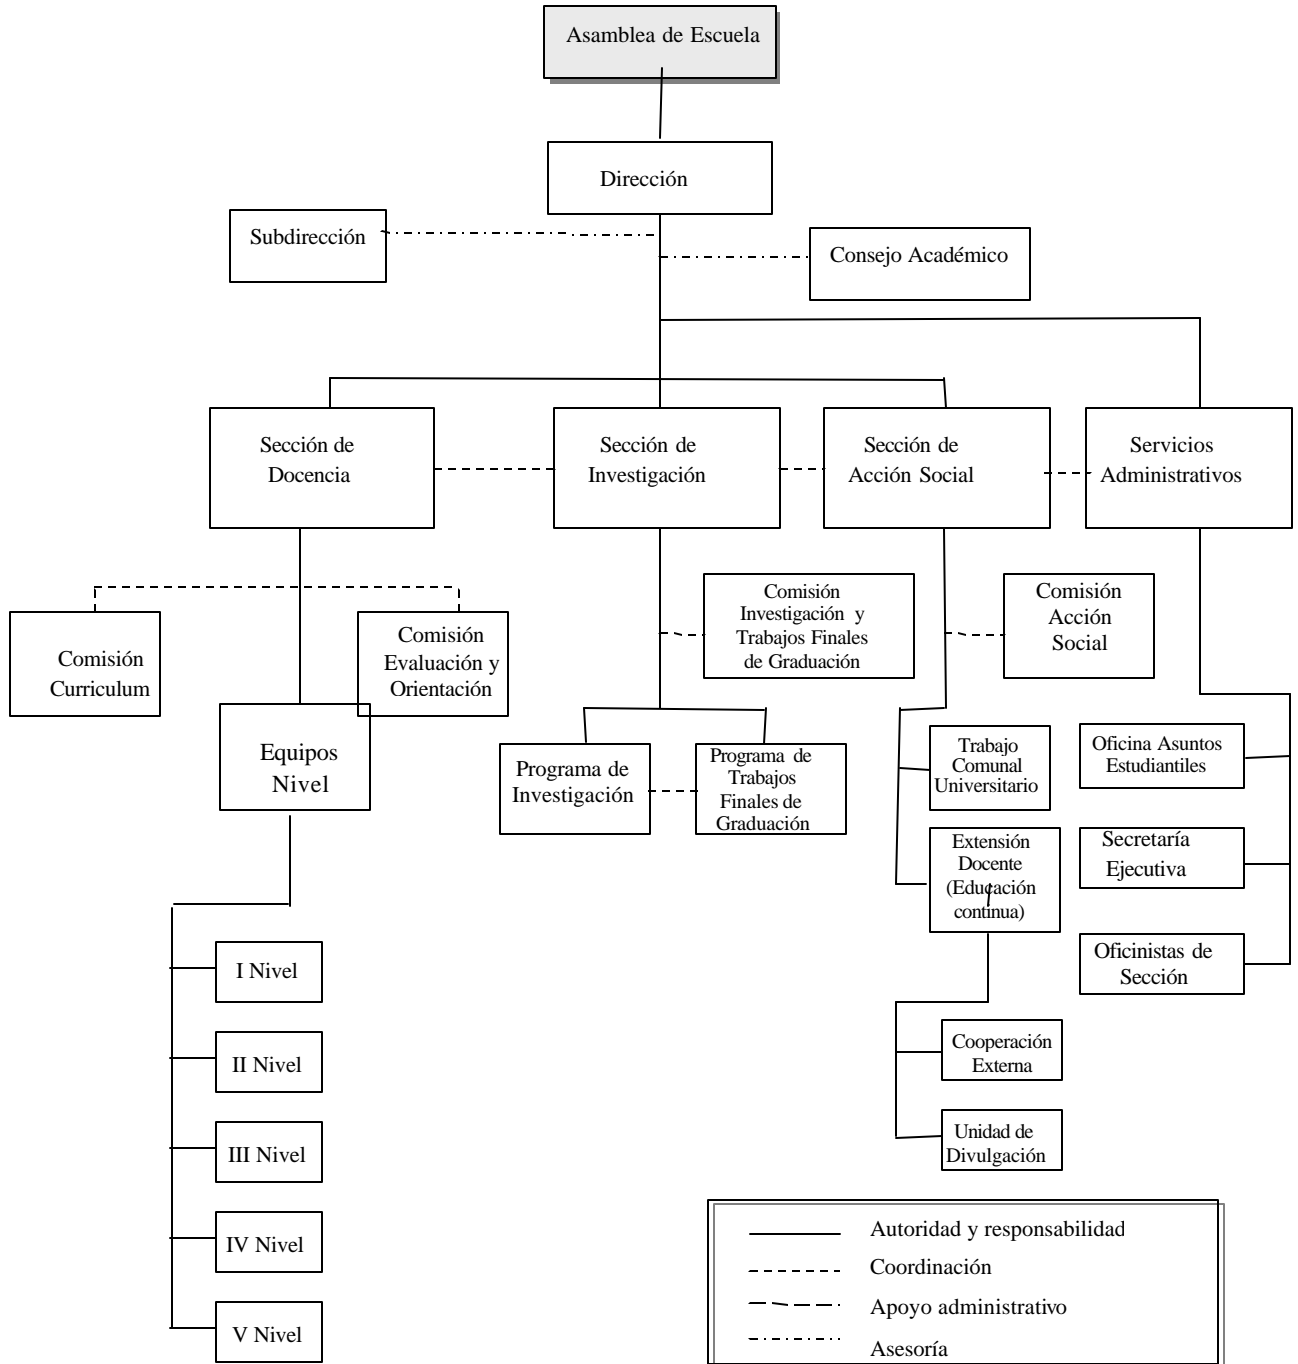 Asamblea de Escuela
Dirección
Subdirección
Consejo Académico
Sección de
Docencia
Sección de
Investigación
Sección de
Acción Social
Servicios
Administrativos
Comisión
Curriculum
Comisión
Evaluación y
Orientación
Comisión
Investigación y
Trabajos Finales
de Graduación
Comisión
Acción
Social
Equipos
Nivel
Programa de
Investigación
Programa de
Trabajos
Finales de
Graduación
Trabajo
Comunal
Universitario
Oficina Asuntos
Estudiantiles
Extensión
Docente
(Educación
contínua)
Secretaría
Ejecutiva
Oficinistas de
Sección
I Nivel
II Nivel
III Nivel
IV Nivel
V Nivel
Cooperación
Externa
Unidad de
Divulgación
Autoridad y responsabilidad
Coordinación
Apoyo administrativo
Asesoría